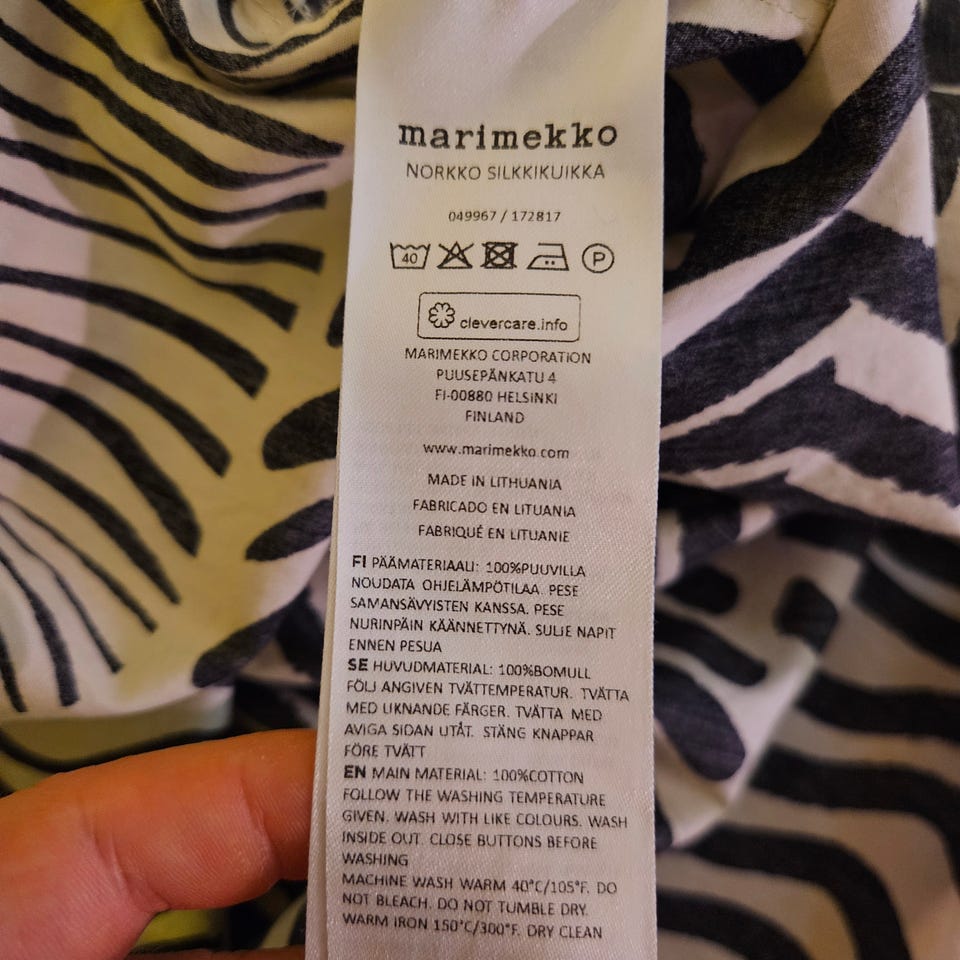 marimekko
NORKKO SILKKIKUIKKA
049967 / 172817
40 P
clevercare.info
MARIMEKKO CORPORATION
PUUSEPÄNKATU 4
FI-00880 HELSINKI
FINLAND
www.marimekko.com
MADE IN LITHUANIA
FABRICADO EN LITUANIA
FABRIQUÉ EN LITUANIE
FI PÄÄMATERIAALI: 100%PUUVILLA
NOUDATA OHJELÄMPÖTILAA. PESE
SAMANSÄVYISTEN KANSSA. PESE
NURINPÄIN KÄÄNNETTYNÄ. SULJE NAPIT
ENNEN PESUA
SE HUVUDMATERIAL: 100%BOMULL
FÖLJ ANGIVEN TVÄTTEMPERATUR. TVÄTTA
MED LIKNANDE FÄRGER. TVÄTTA MED
AVIGA SIDAN UTÅT. STÄNG KNAPPAR
FÖRE TVÄTT
EN MAIN MATERIAL: 100%COTTON
FOLLOW THE WASHING TEMPERATURE
GIVEN. WASH WITH LIKE COLOURS. WASH
INSIDE OUT. CLOSE BUTTONS BEFORE
WASHING
MACHINE WASH WARM 40°C/105°F. DO
NOT BLEACH. DO NOT TUMBLE DRY.
WARM IRON 150°C/300°F. DRY CLEAN